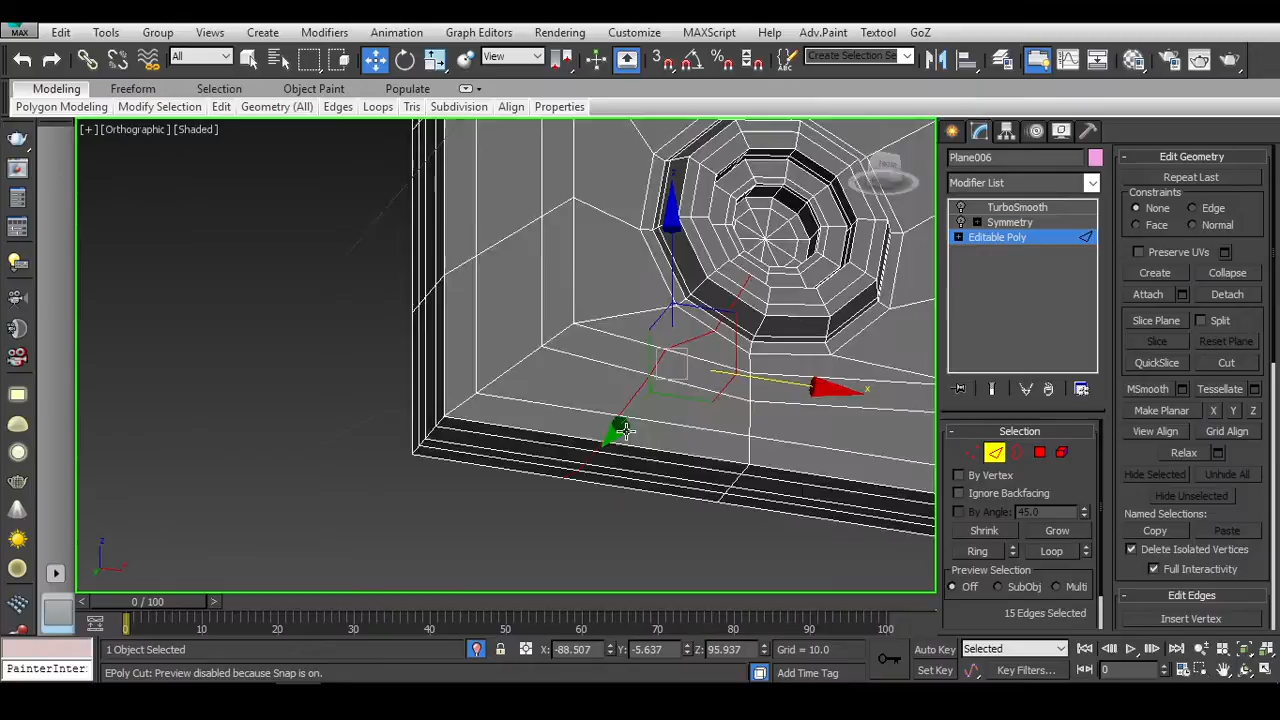 MAX
Edit Tools Group Views Create Modifiers Animation Graph Editors Rendering Customize MAXScript Help Adv.Paint Textool GoZ
All View Create Selection Se
Modeling Freeform Selection Object Paint Populate
Polygon Modeling Modify Selection Edit Geometry (All) Edges Loops Tris Subdivision Align Properties
[+] [Orthographic] [Shaded]
Plane006
Modifier List
TurboSmooth
Symmetry
Editable Poly
Selection
By Vertex
Ignore Backfacing
By Angle: 45.0
Shrink Grow
Ring Loop
Preview Selection
Off SubObj Multi
15 Edges Selected
Edit Geometry
Repeat Last
Constraints
None Edge
Face Normal
Preserve UVs
Create Collapse
Attach Detach
Slice Plane Split
Slice Reset Plane
QuickSlice Cut
MSmooth Tessellate
Make Planar X Y Z
View Align Grid Align
Relax
Hide Selected Unhide All
Hide Unselected
Named Selections:
Copy Paste
Delete Isolated Vertices
Full Interactivity
Edit Edges
Insert Vertex
z
x
z
0 / 100
0 10 20 30 40 50 60 70 80 90 100
1 Object Selected X: -88.507 Y: -5.637 Z: 95.937 Grid = 10.0 Auto Key Selected
PainterInter EPoly Cut: Preview disabled because Snap is on. Add Time Tag Set Key Key Filters... 0